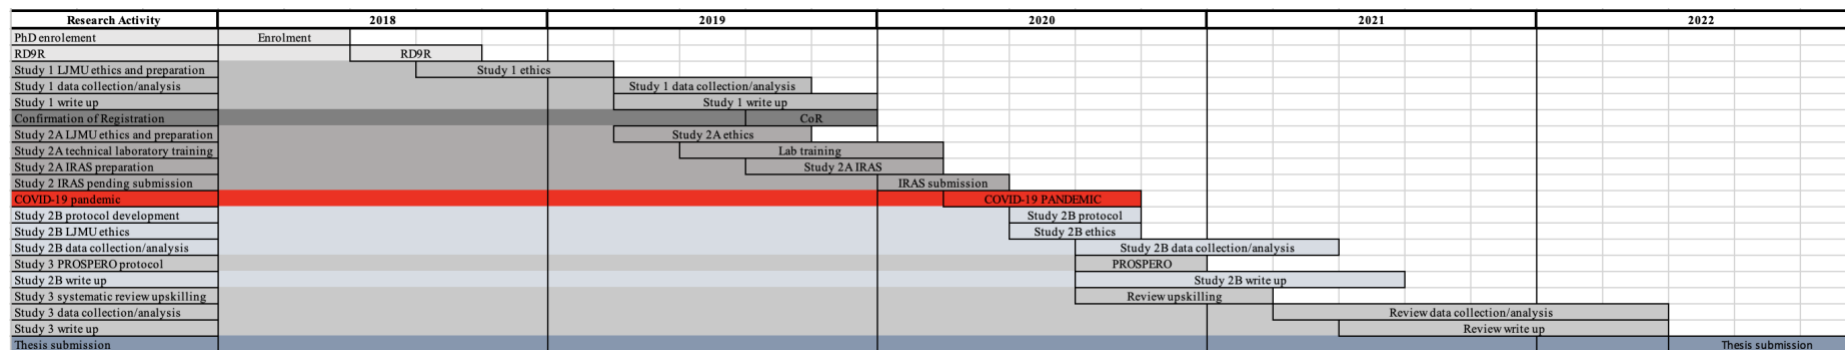 Research Activity 2018 2019 2020 2021 2022
PhD enrolement Enrolment
RD9R RD9R
Study 1 LJMU ethics and preparation Study 1 ethics
Study 1 data collection/analysis Study 1 data collection/analysis
Study 1 write up Study 1 write up
Confirmation of Registration CoR
Study 2A LJMU ethics and preparation Study 2A ethics
Study 2A technical laboratory training Lab training
Study 2A IRAS preparation Study 2A IRAS
Study 2 IRAS pending submission IRAS submission
COVID-19 pandemic COVID-19 PANDEMIC
Study 2B protocol development Study 2B protocol
Study 2B LJMU ethics Study 2B ethics
Study 2B data collection/analysis Study 2B data collection/analysis
Study 3 PROSPERO protocol PROSPERO
Study 2B write up Study 2B write up
Study 3 systematic review upskilling Review upskilling
Study 3 data collection/analysis Review data collection/analysis
Study 3 write up Review write up
Thesis submission Thesis submission